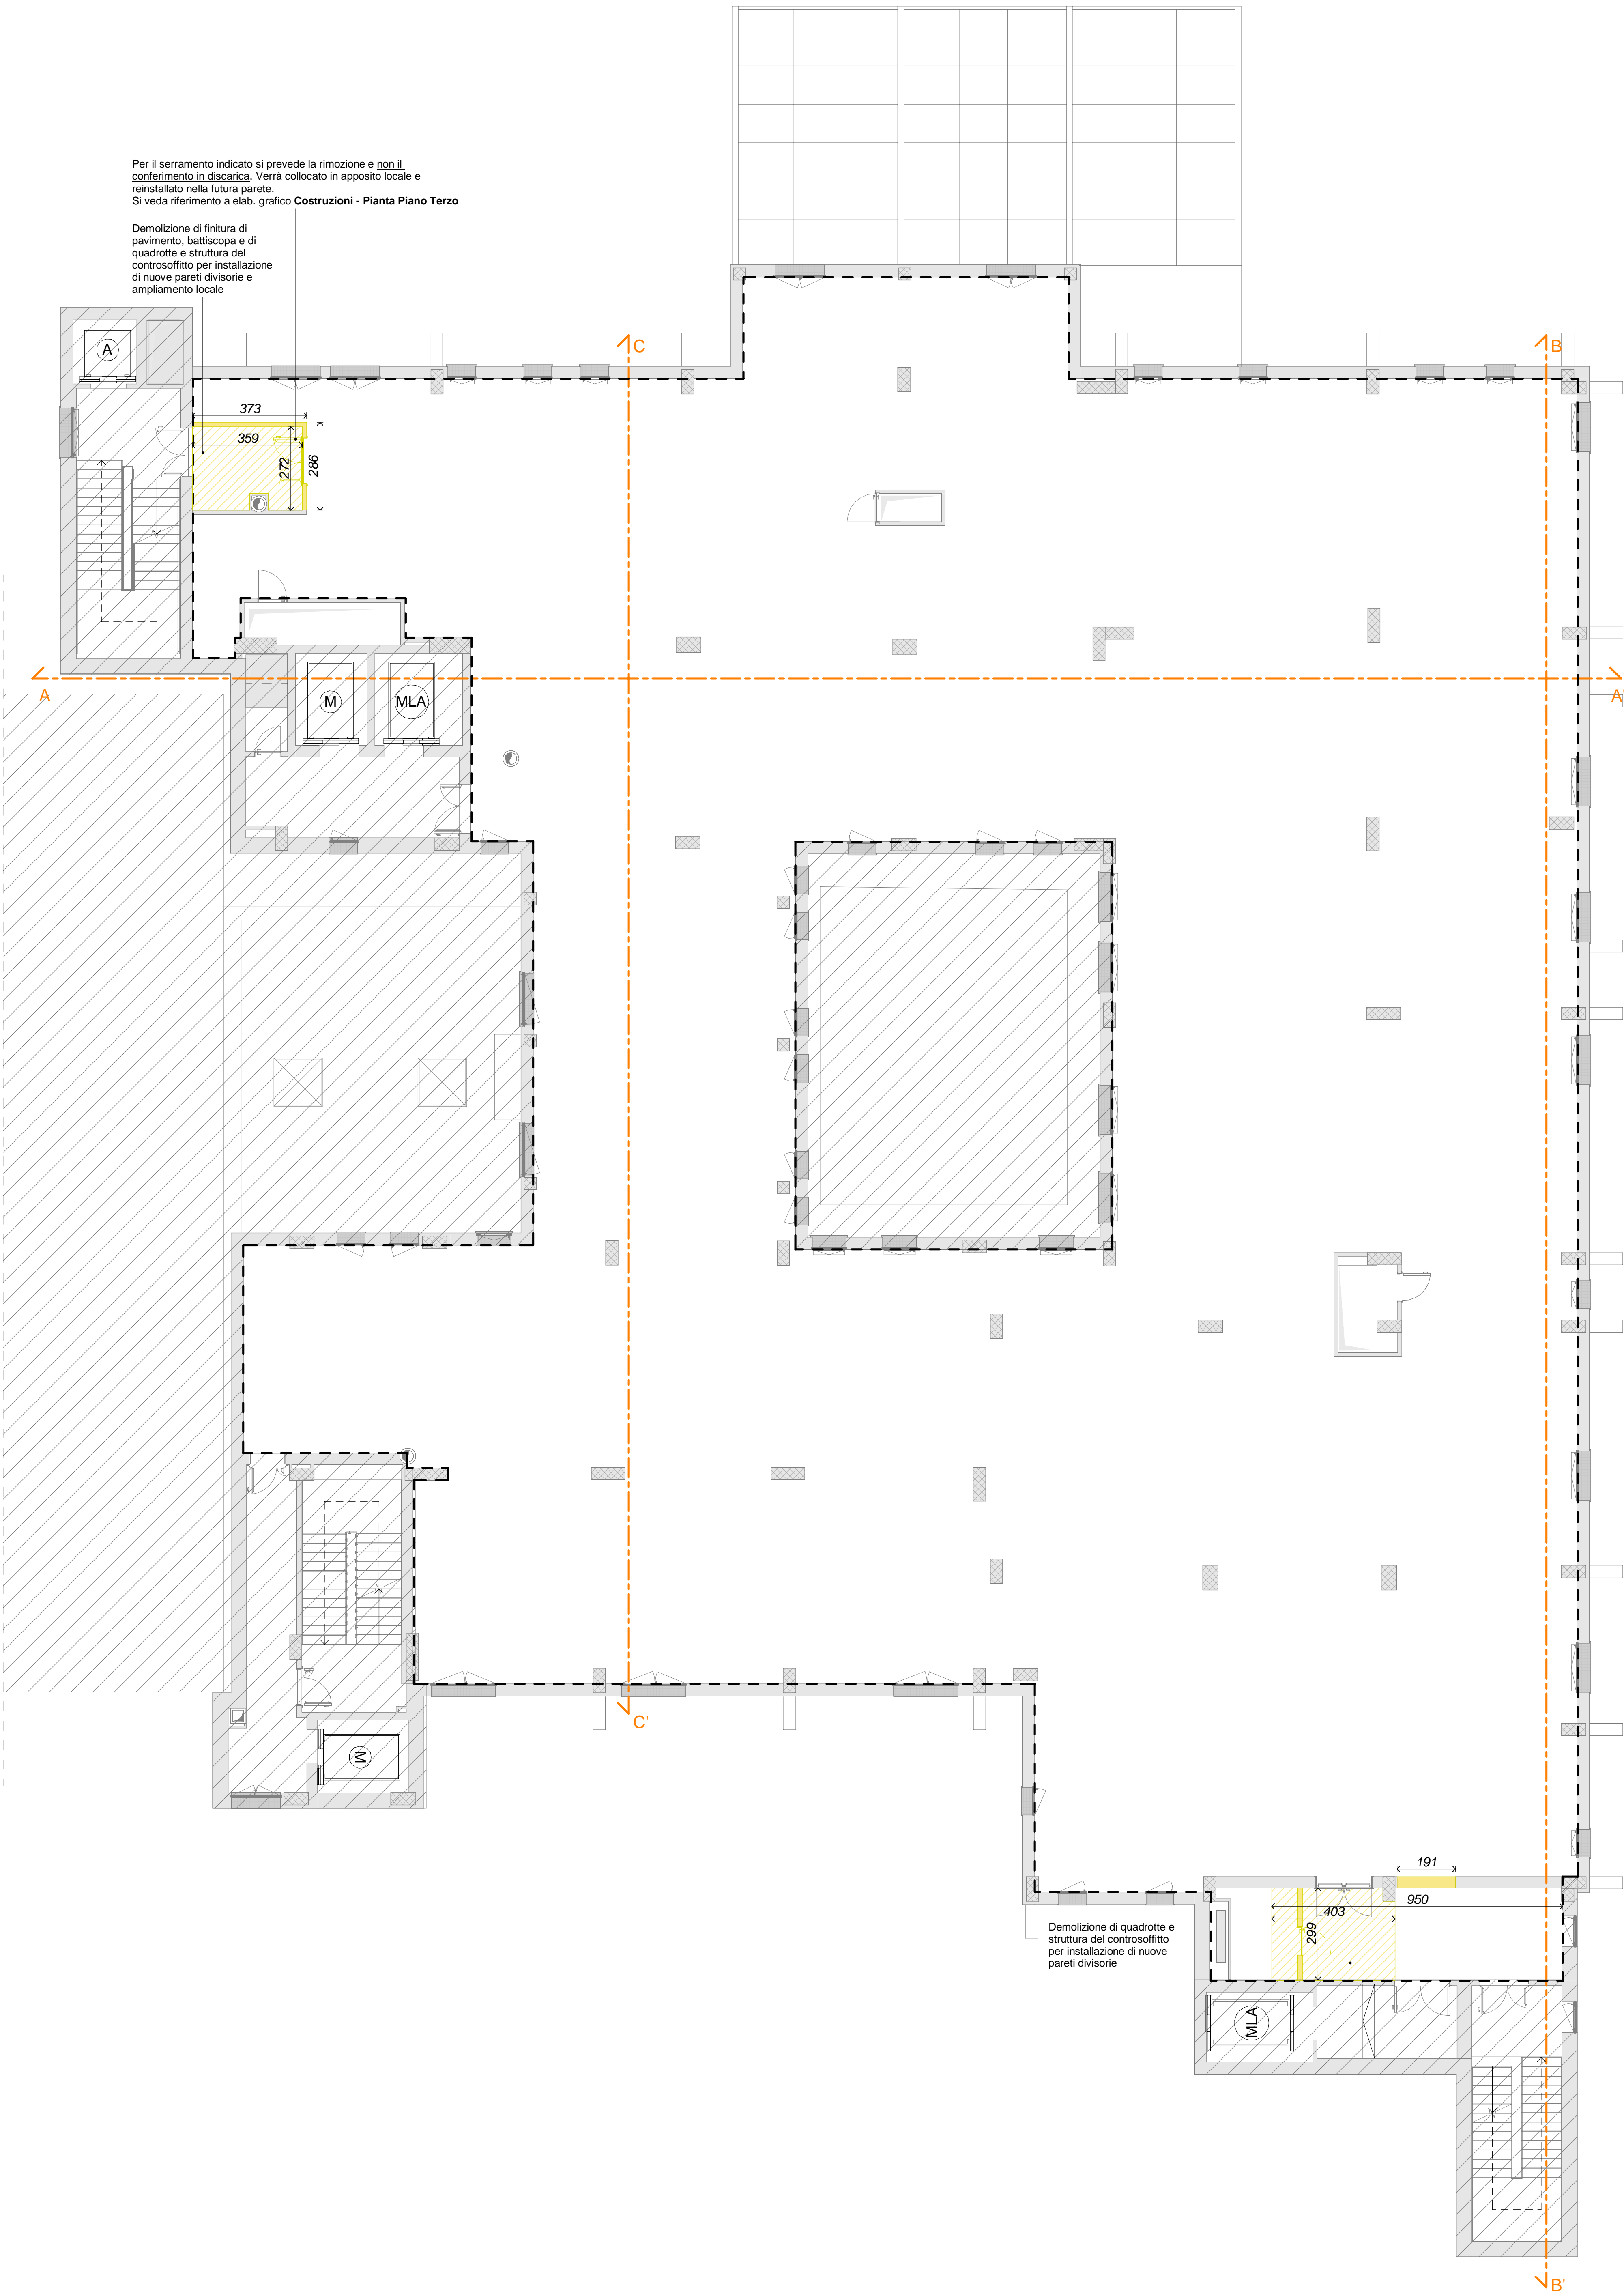 Per il serramento indicato si prevede la rimozione e non il
conferimento in discarica. Verrà collocato in apposito locale e
reinstallato nella futura parete.
Si veda riferimento a elab. grafico Costruzioni - Pianta Piano Terzo
Demolizione di finitura di
pavimento, battiscopa e di
quadrotte e struttura del
controsoffitto per installazione
di nuove pareti divisorie e
ampliamento locale
A
C
B
373
359
272
286
A
A'
M
MLA
C'
M
191
950
403
299
Demolizione di quadrotte e
struttura del controsoffitto
per installazione di nuove
pareti divisorie
MLA
B'